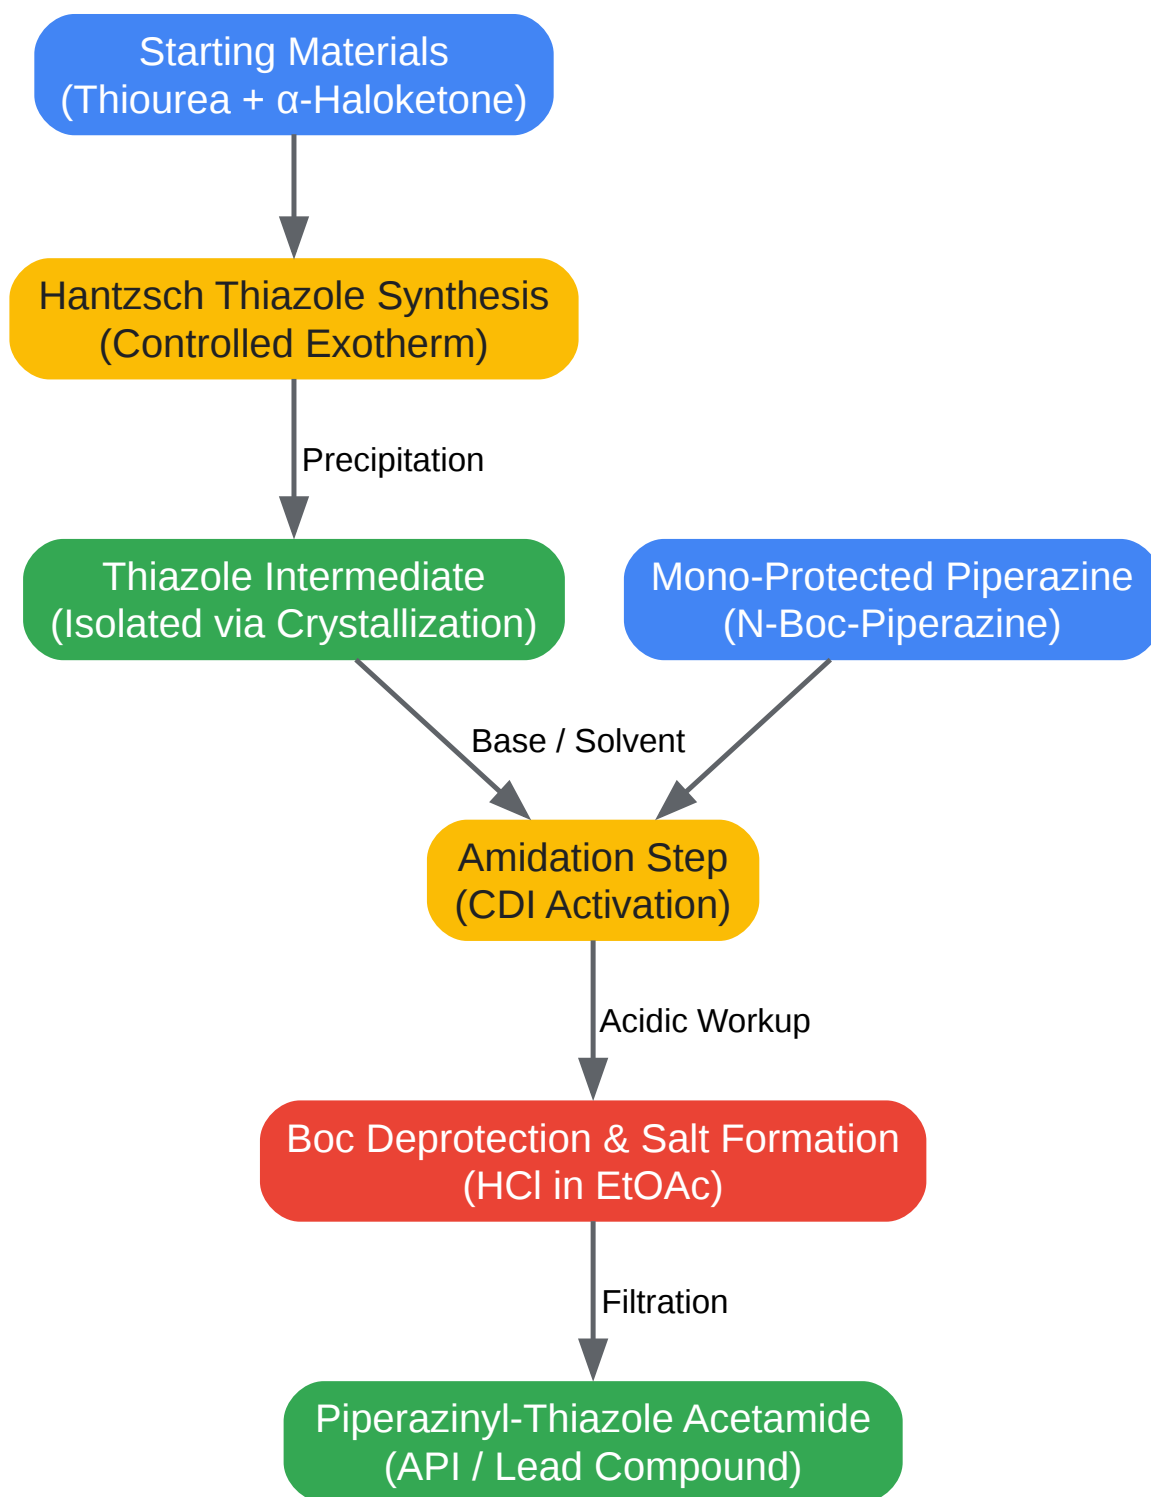 Starting Materials
(Thiourea + α-Haloketone)
Hantzsch Thiazole Synthesis
(Controlled Exotherm)
Precipitation
Thiazole Intermediate
(Isolated via Crystallization)
Mono-Protected Piperazine
(N-Boc-Piperazine)
Base / Solvent
Amidation Step
(CDI Activation)
Acidic Workup
Boc Deprotection & Salt Formation
(HCl in EtOAc)
Filtration
Piperazinyl-Thiazole Acetamide
(API / Lead Compound)